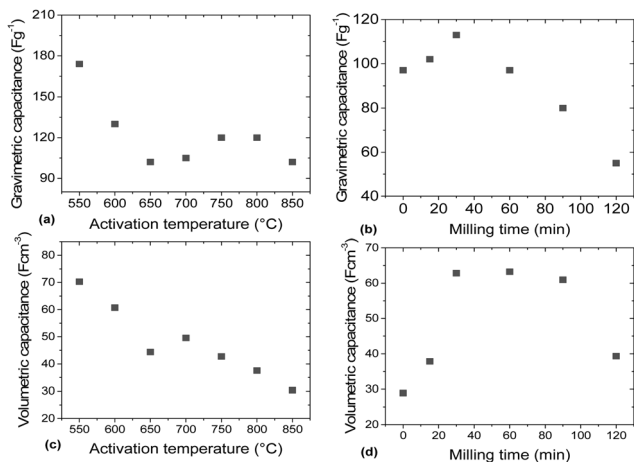 210
180
150
120
90
Gravimetric capacitance (Fg⁻¹)
550 600 650 700 750 800 850
(a) Activation temperature (°C)
120
100
80
60
40
Gravimetric capacitance (Fg⁻¹)
0 20 40 60 80 100 120
(b) Milling time (min)
80
70
60
50
40
30
Volumetric capacitance (Fcm⁻³)
550 600 650 700 750 800 850
(c) Activation temperature (°C)
70
60
50
40
30
20
Volumetric capacitance (Fcm⁻³)
0 20 40 60 80 100 120
(d) Milling time (min)